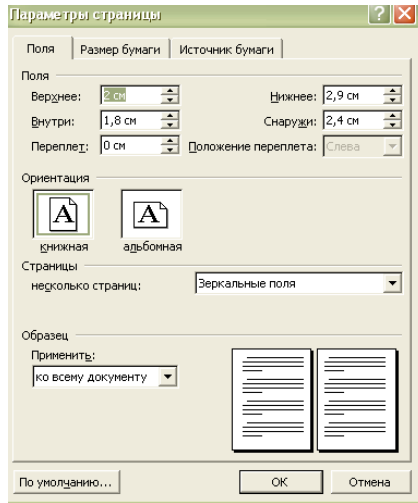 Параметры страницы
Поля Размер бумаги Источник бумаги
Поля
Верхнее: 2 см Нижнее: 2,9 см
Внутри: 1,8 см Снаружи: 2,4 см
Переплет: 0 см Положение переплета: Слева
Ориентация
A A
книжная альбомная
Страницы
несколько страниц: Зеркальные поля
Образец
Применить:
ко всему документу
По умолчанию... ОК Отмена